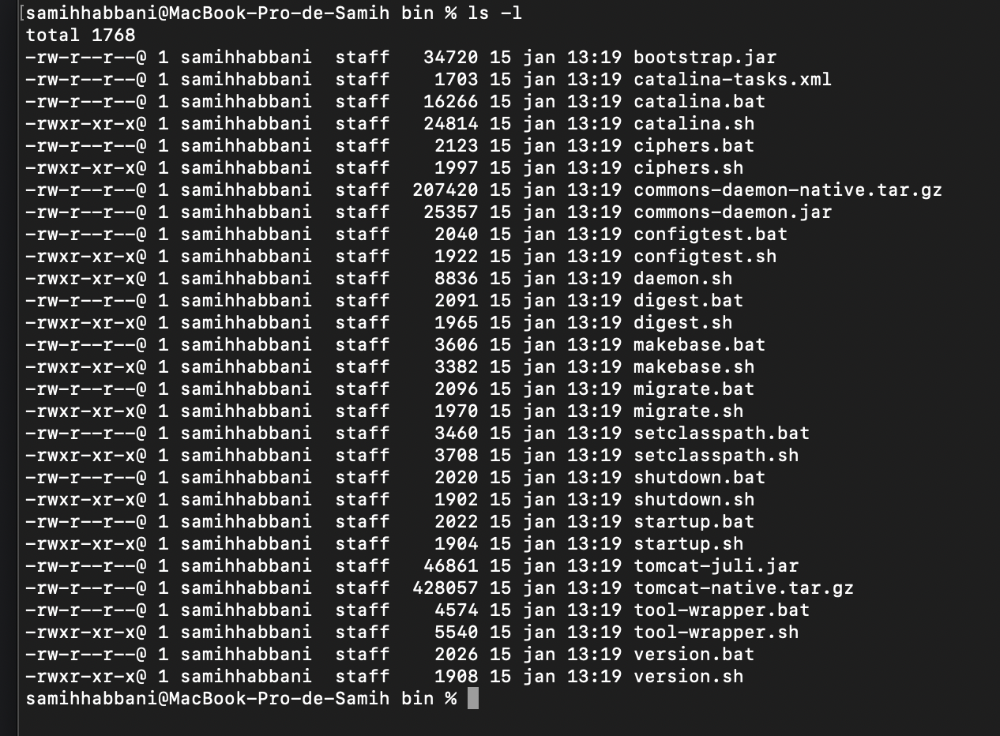 [samihhabbani@MacBook-Pro-de-Samih bin % ls -l
total 1768
-rw-r--r--@ 1 samihhabbani  staff   34720 15 jan 13:19 bootstrap.jar
-rw-r--r--@ 1 samihhabbani  staff    1703 15 jan 13:19 catalina-tasks.xml
-rw-r--r--@ 1 samihhabbani  staff   16266 15 jan 13:19 catalina.bat
-rwxr-xr-x@ 1 samihhabbani  staff   24814 15 jan 13:19 catalina.sh
-rw-r--r--@ 1 samihhabbani  staff    2123 15 jan 13:19 ciphers.bat
-rwxr-xr-x@ 1 samihhabbani  staff    1997 15 jan 13:19 ciphers.sh
-rw-r--r--@ 1 samihhabbani  staff  207420 15 jan 13:19 commons-daemon-native.tar.gz
-rw-r--r--@ 1 samihhabbani  staff   25357 15 jan 13:19 commons-daemon.jar
-rw-r--r--@ 1 samihhabbani  staff    2040 15 jan 13:19 configtest.bat
-rwxr-xr-x@ 1 samihhabbani  staff    1922 15 jan 13:19 configtest.sh
-rwxr-xr-x@ 1 samihhabbani  staff    8836 15 jan 13:19 daemon.sh
-rw-r--r--@ 1 samihhabbani  staff    2091 15 jan 13:19 digest.bat
-rwxr-xr-x@ 1 samihhabbani  staff    1965 15 jan 13:19 digest.sh
-rw-r--r--@ 1 samihhabbani  staff    3606 15 jan 13:19 makebase.bat
-rwxr-xr-x@ 1 samihhabbani  staff    3382 15 jan 13:19 makebase.sh
-rw-r--r--@ 1 samihhabbani  staff    2096 15 jan 13:19 migrate.bat
-rwxr-xr-x@ 1 samihhabbani  staff    1970 15 jan 13:19 migrate.sh
-rw-r--r--@ 1 samihhabbani  staff    3460 15 jan 13:19 setclasspath.bat
-rwxr-xr-x@ 1 samihhabbani  staff    3708 15 jan 13:19 setclasspath.sh
-rw-r--r--@ 1 samihhabbani  staff    2020 15 jan 13:19 shutdown.bat
-rwxr-xr-x@ 1 samihhabbani  staff    1902 15 jan 13:19 shutdown.sh
-rw-r--r--@ 1 samihhabbani  staff    2022 15 jan 13:19 startup.bat
-rwxr-xr-x@ 1 samihhabbani  staff    1904 15 jan 13:19 startup.sh
-rw-r--r--@ 1 samihhabbani  staff   46861 15 jan 13:19 tomcat-juli.jar
-rw-r--r--@ 1 samihhabbani  staff  428057 15 jan 13:19 tomcat-native.tar.gz
-rw-r--r--@ 1 samihhabbani  staff    4574 15 jan 13:19 tool-wrapper.bat
-rwxr-xr-x@ 1 samihhabbani  staff    5540 15 jan 13:19 tool-wrapper.sh
-rw-r--r--@ 1 samihhabbani  staff    2026 15 jan 13:19 version.bat
-rwxr-xr-x@ 1 samihhabbani  staff    1908 15 jan 13:19 version.sh
samihhabbani@MacBook-Pro-de-Samih bin %